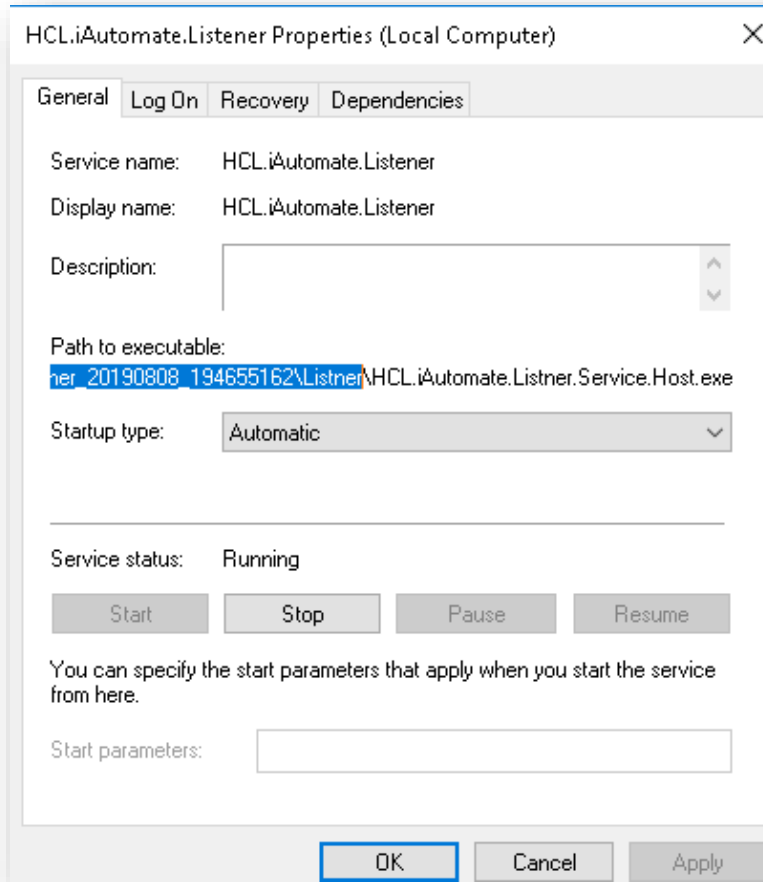 HCL.iAutomate.Listener Properties (Local Computer)
General Log On Recovery Dependencies
Service name: HCL.iAutomate.Listener
Display name: HCL.iAutomate.Listener
Description:
Path to executable:
ner_20190808_194655162\Listner\HCL.iAutomate.Listner.Service.Host.exe
Startup type: Automatic
Service status: Running
Start Stop Pause Resume
You can specify the start parameters that apply when you start the service
from here.
Start parameters:
OK Cancel Apply